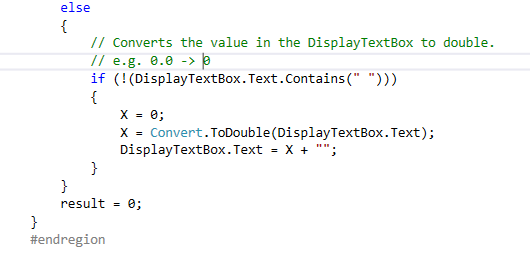 else
{
// Converts the value in the DisplayTextBox to double.
// e.g. 0.0 -> 0
if (!(DisplayTextBox.Text.Contains(" ")))
{
X = 0;
X = Convert.ToDouble(DisplayTextBox.Text);
DisplayTextBox.Text = X + "";
}
}
result = 0;
}
#endregion